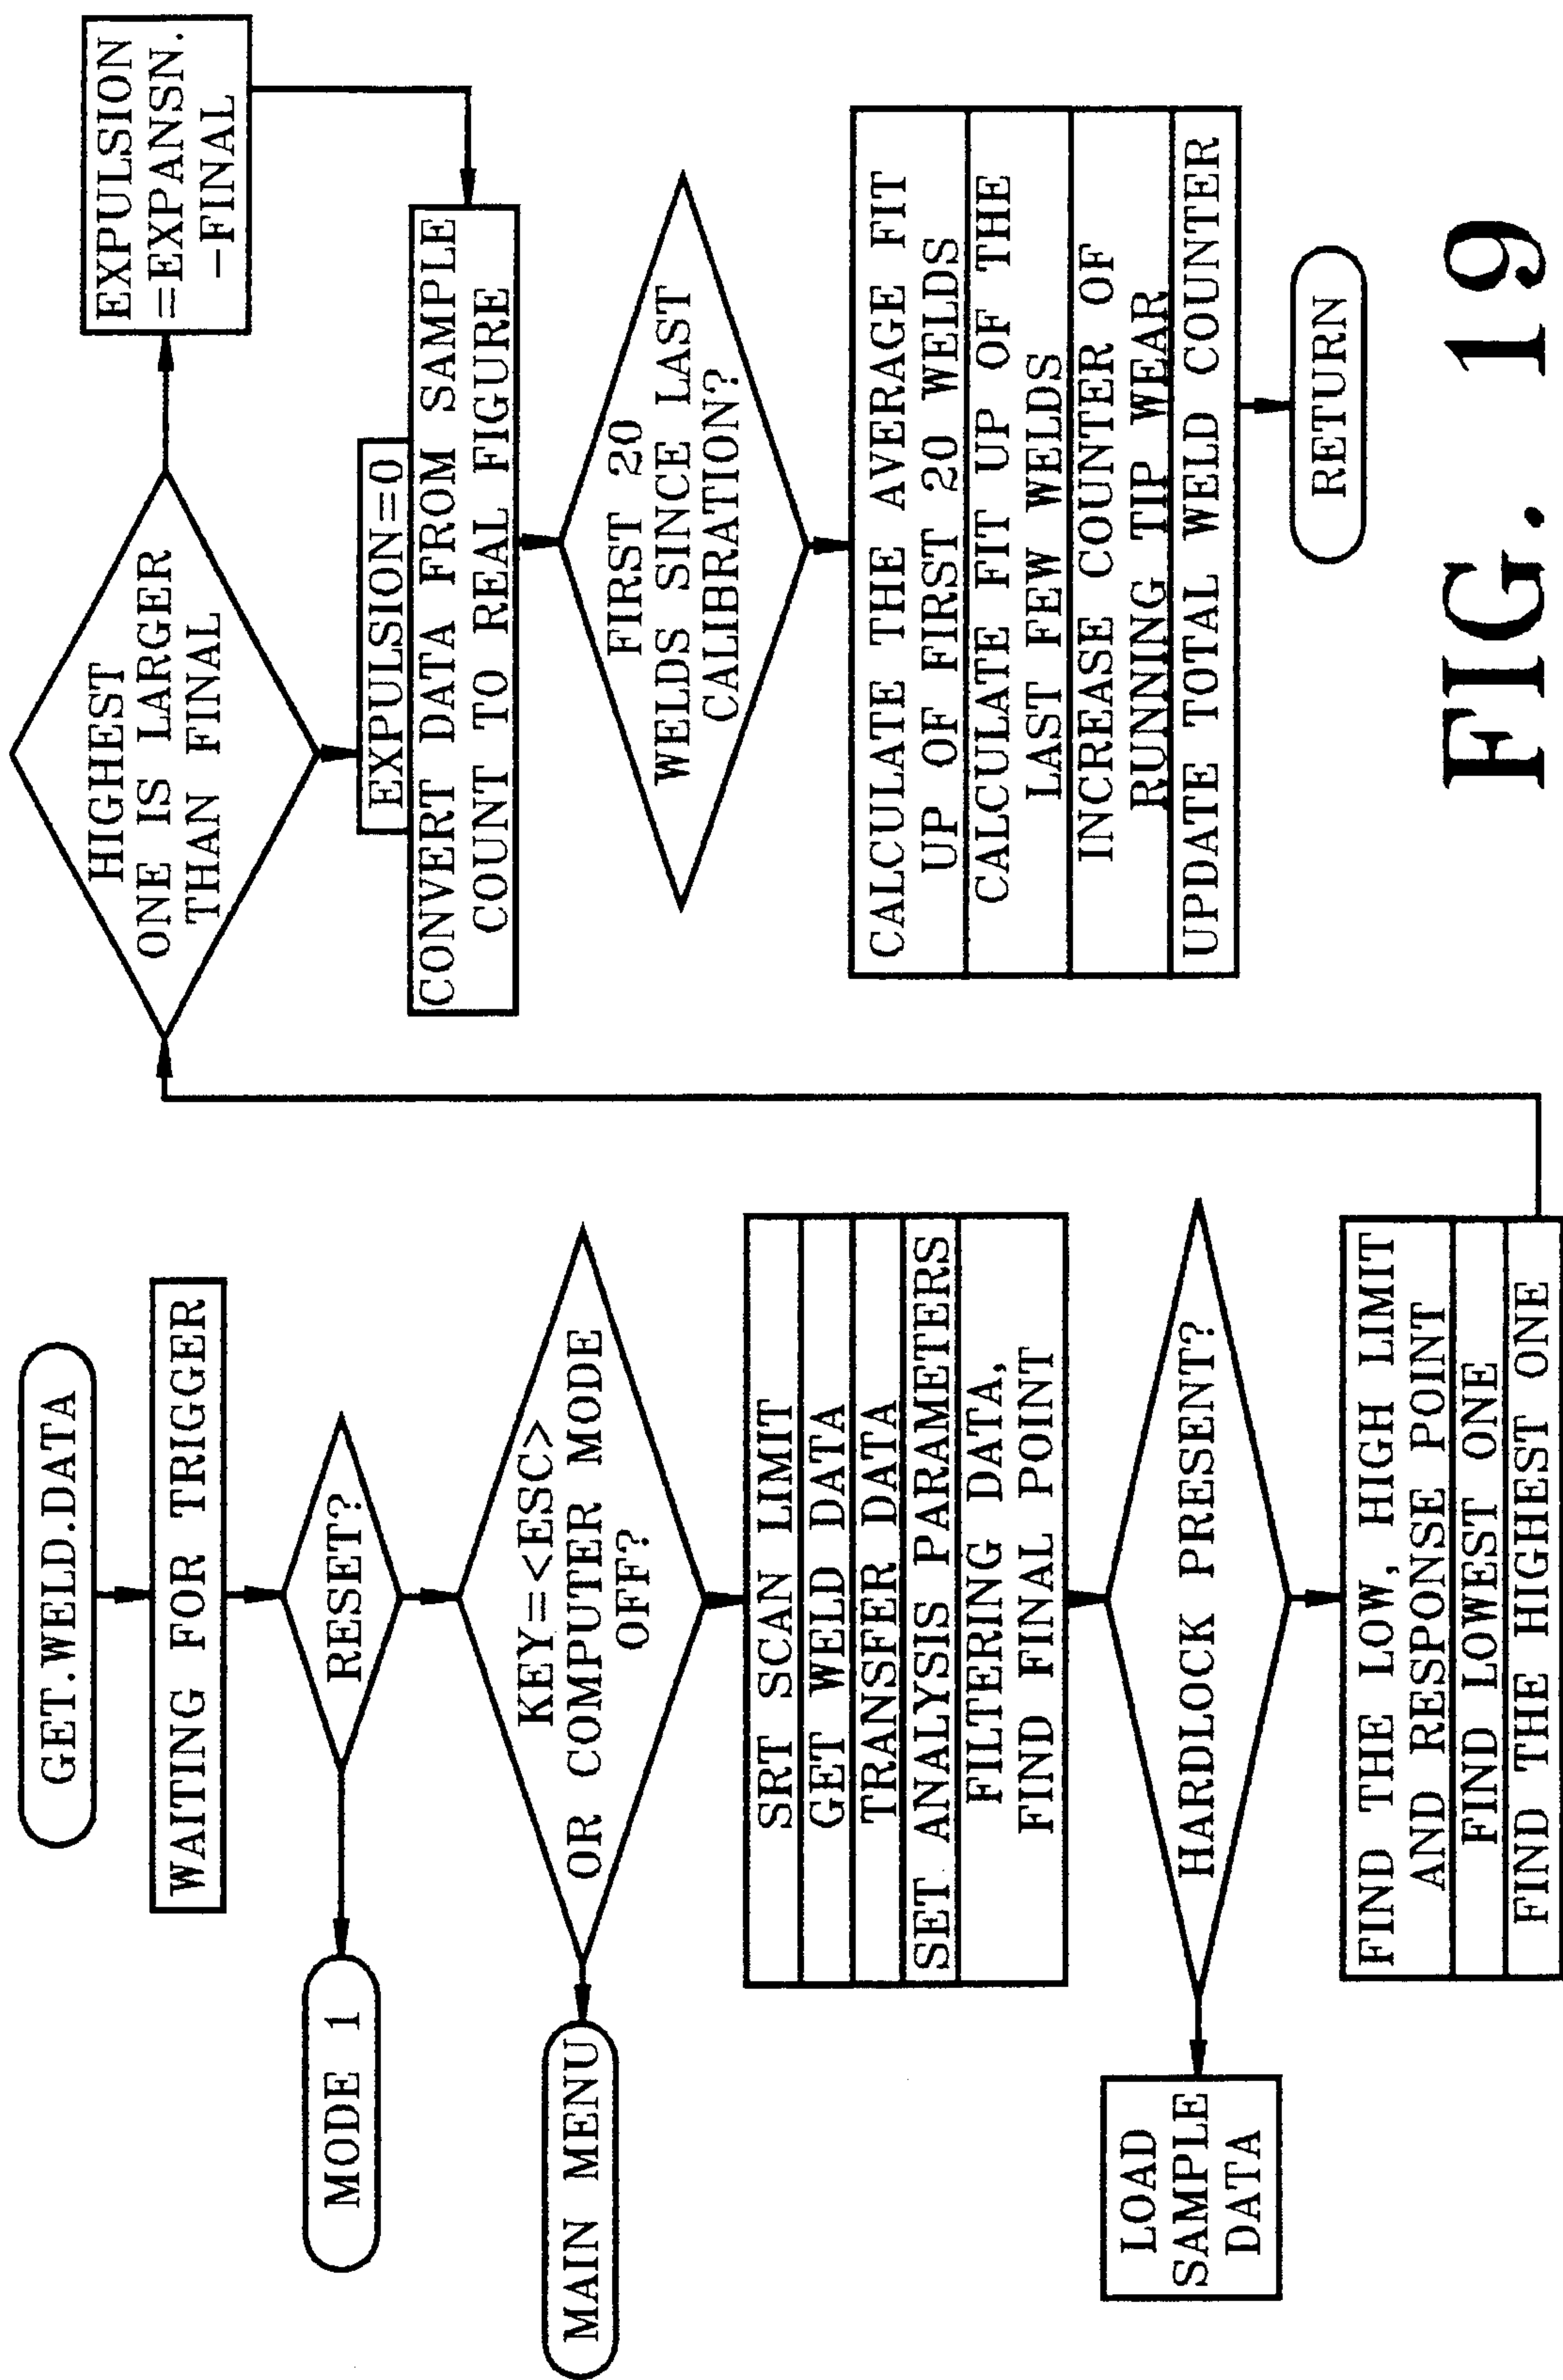 GET.WELD.DATA
WAITING FOR TRIGGER
RESET?
MODE 1
KEY=<ESC>
OR COMPUTER MODE
OFF?
MAIN MENU
SRT SCAN LIMIT
GET WELD DATA
TRANSFER DATA
SET ANALYSIS PARAMETERS
FILTERING DATA,
FIND FINAL POINT
HARDLOCK PRESENT?
LOAD
SAMPLE
DATA
FIND THE LOW, HIGH LIMIT
AND RESPONSE POINT
FIND LOWEST ONE
FIND THE HIGHEST ONE
HIGHEST
ONE IS LARGER
THAN FINAL
EXPULSION
=EXPANSN.
-FINAL
EXPULSION=0
CONVERT DATA FROM SAMPLE
COUNT TO REAL FIGURE
FIRST 20
WELDS SINCE LAST
CALIBRATION?
CALCULATE THE AVERAGE FIT
UP OF FIRST 20 WELDS
CALCULATE FIT UP OF THE
LAST FEW WELDS
INCREASE COUNTER OF
RUNNING TIP WEAR
UPDATE TOTAL WELD COUNTER
RETURN
FIG. 19